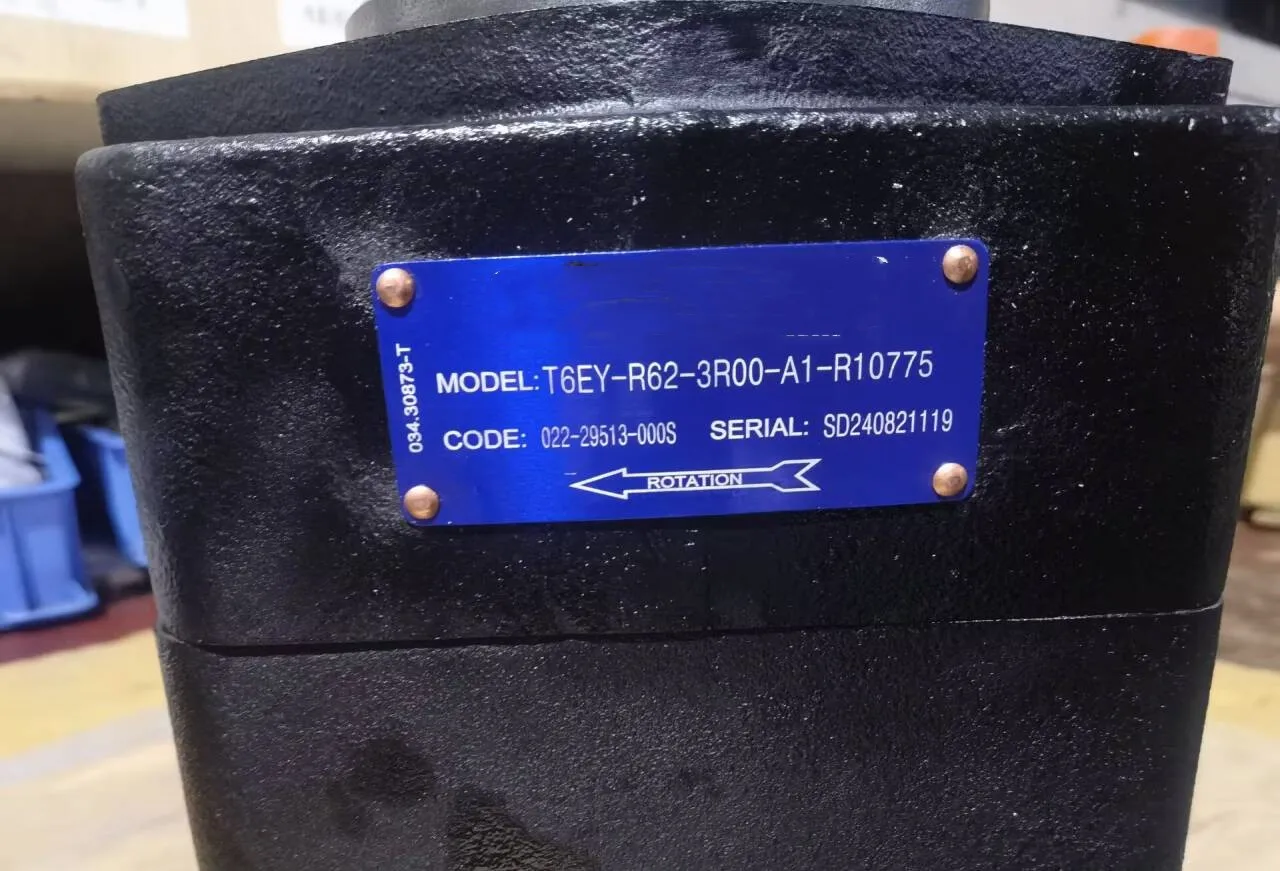 034.30873-T
MODEL: T6EY-R62-3R00-A1-R10775
CODE: 022-29513-000S SERIAL: SD240821119
ROTATION